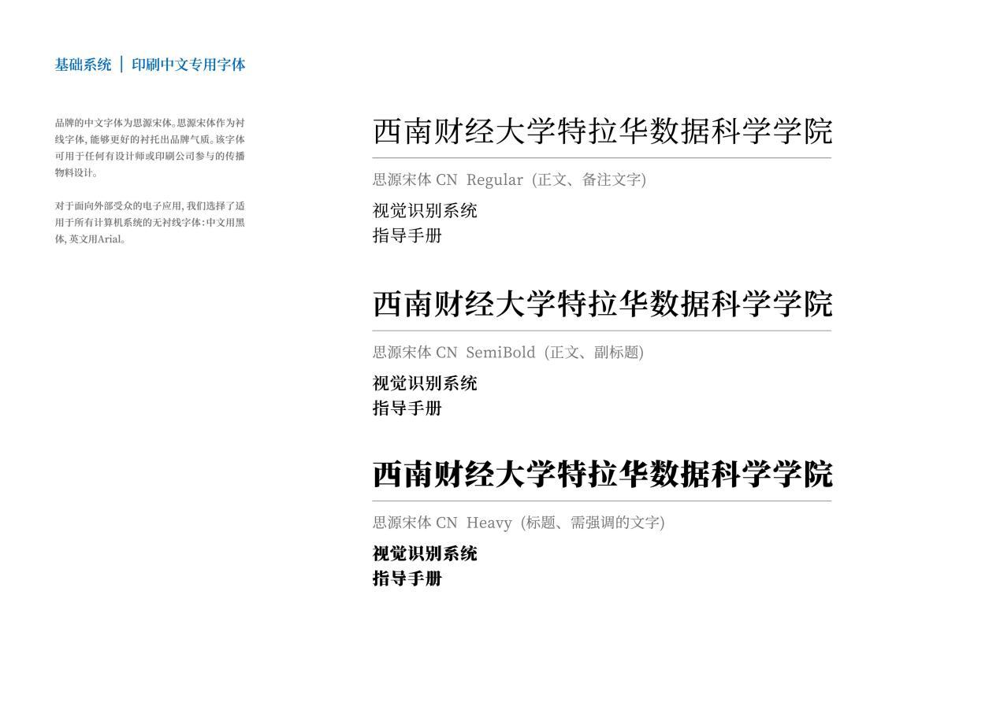 基础系统 | 印刷中文专用字体
品牌的中文字体为思源宋体。思源宋体作为衬
线字体, 能够更好的衬托出品牌气质。该字体
可用于任何有设计师或印刷公司参与的传播
物料设计。
对于面向外部受众的电子应用, 我们选择了适
用于所有计算机系统的无衬线字体：中文用黑
体, 英文用Arial。
西南财经大学特拉华数据科学学院
思源宋体 CN Regular (正文、备注文字)
视觉识别系统
指导手册
西南财经大学特拉华数据科学学院
思源宋体 CN SemiBold (正文、副标题)
视觉识别系统
指导手册
西南财经大学特拉华数据科学学院
思源宋体 CN Heavy (标题、需强调的文字)
视觉识别系统
指导手册